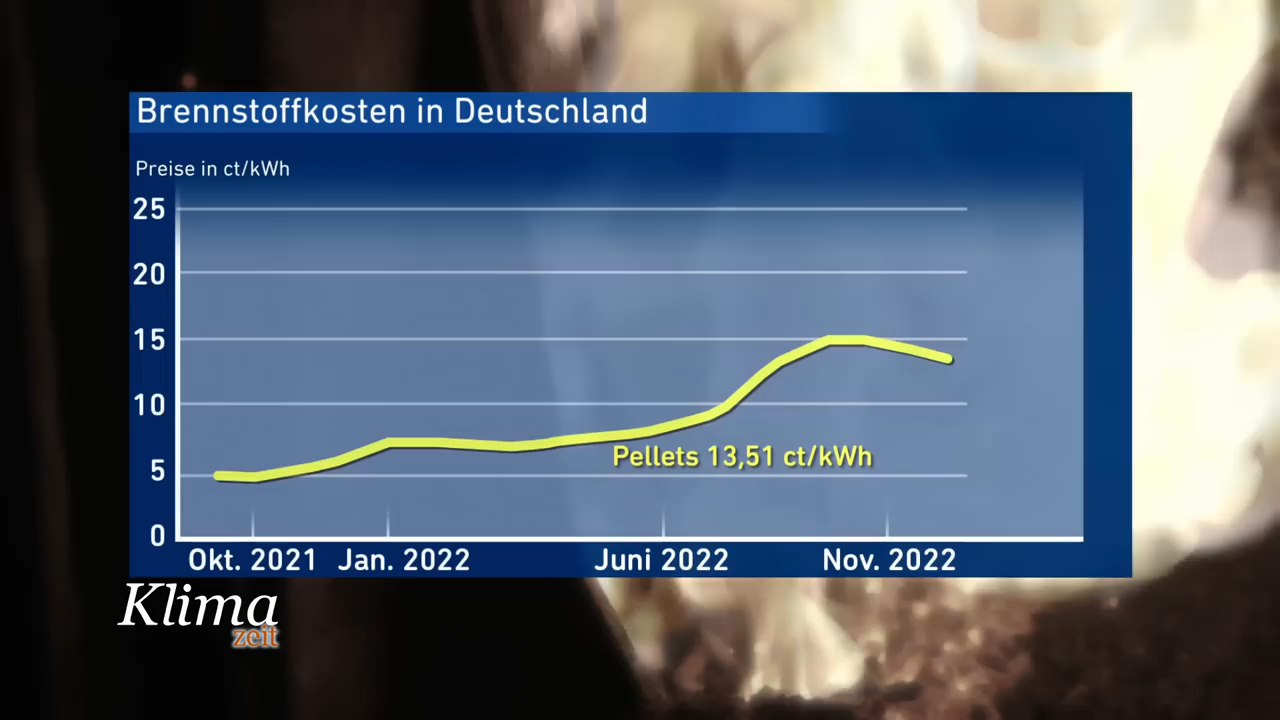 Brennstoffkosten in Deutschland
Preise in ct/kWh
25
20
15
10
5
0
Pellets 13,51 ct/kWh
Okt. 2021 Jan. 2022 Juni 2022 Nov. 2022
Klima
zeit